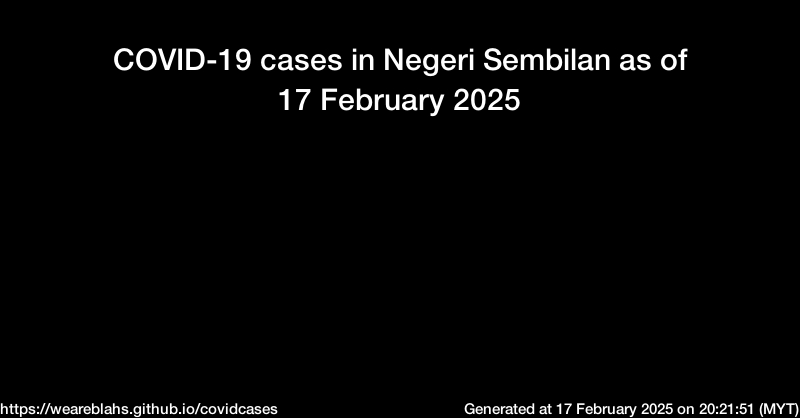 COVID-19 cases in Negeri Sembilan as of
17 February 2025
https://weareblahs.github.io/covidcases
Generated at 17 February 2025 on 20:21:51 (MYT)